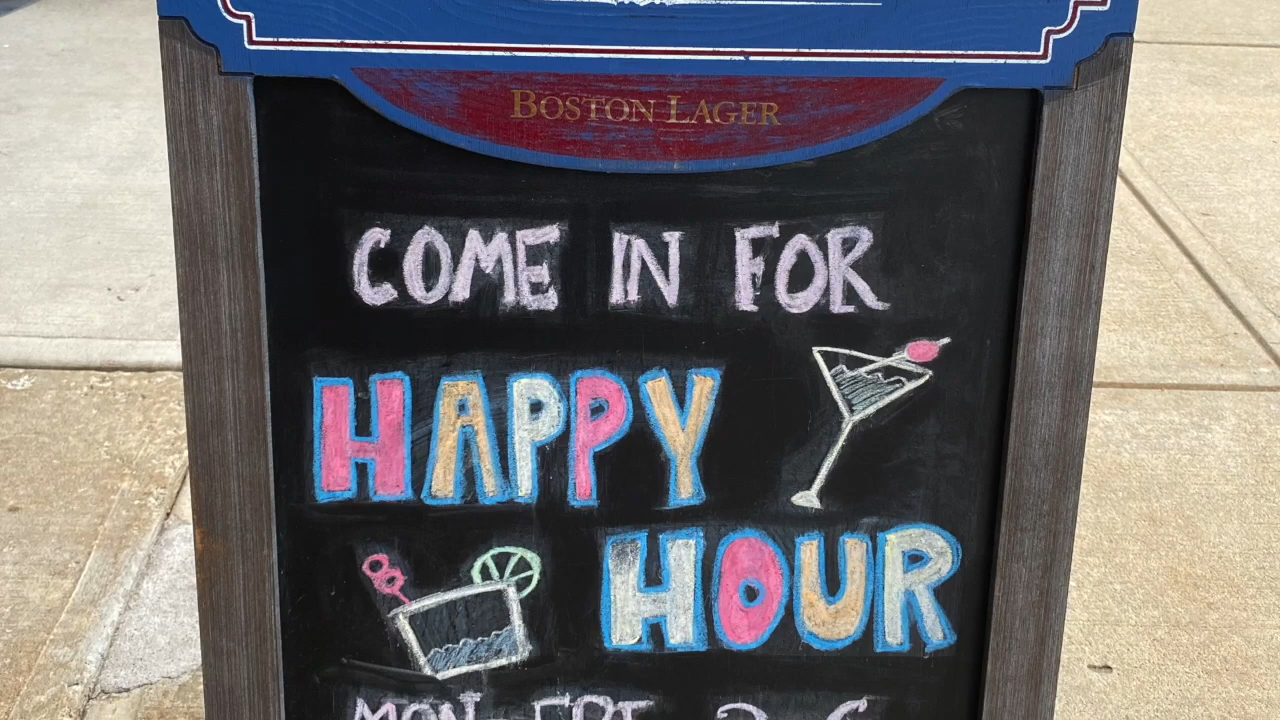 BOSTON LAGER
COME IN FOR
HAPPY
HOUR
MON-FRI